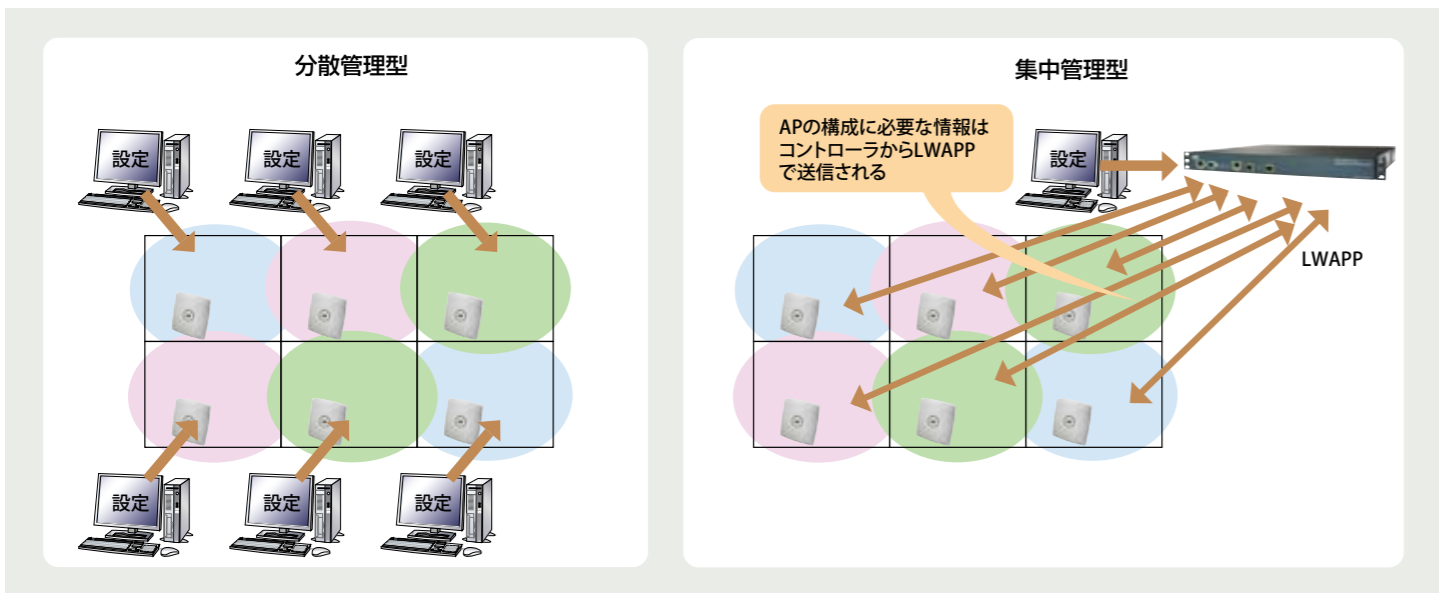 分散管理型
設定
設定
設定
設定
設定
設定
集中管理型
APの構成に必要な情報は
コントローラからLWAPP
で送信される
設定
LWAPP